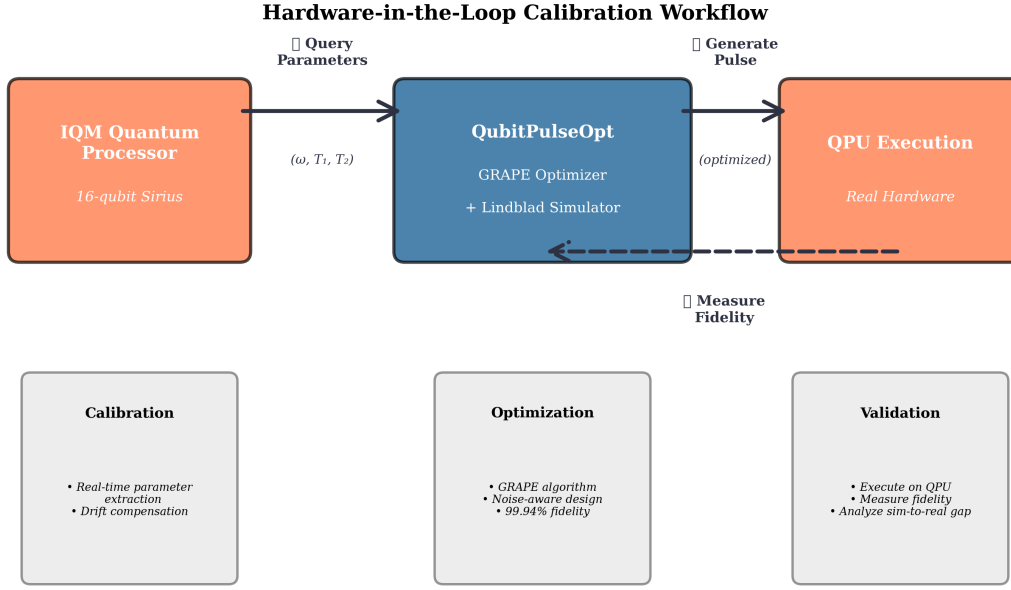 Hardware-in-the-Loop Calibration Workflow
Query
Parameters
Generate
Pulse
IQM Quantum
Processor
16-qubit Sirius
(ω, T₁, T₂)
QubitPulseOpt
GRAPE Optimizer
+ Lindblad Simulator
(optimized)
QPU Execution
Real Hardware
Measure
Fidelity
Calibration
• Real-time parameter
extraction
• Drift compensation
Optimization
• GRAPE algorithm
• Noise-aware design
• 99.94% fidelity
Validation
• Execute on QPU
• Measure fidelity
• Analyze sim-to-real gap